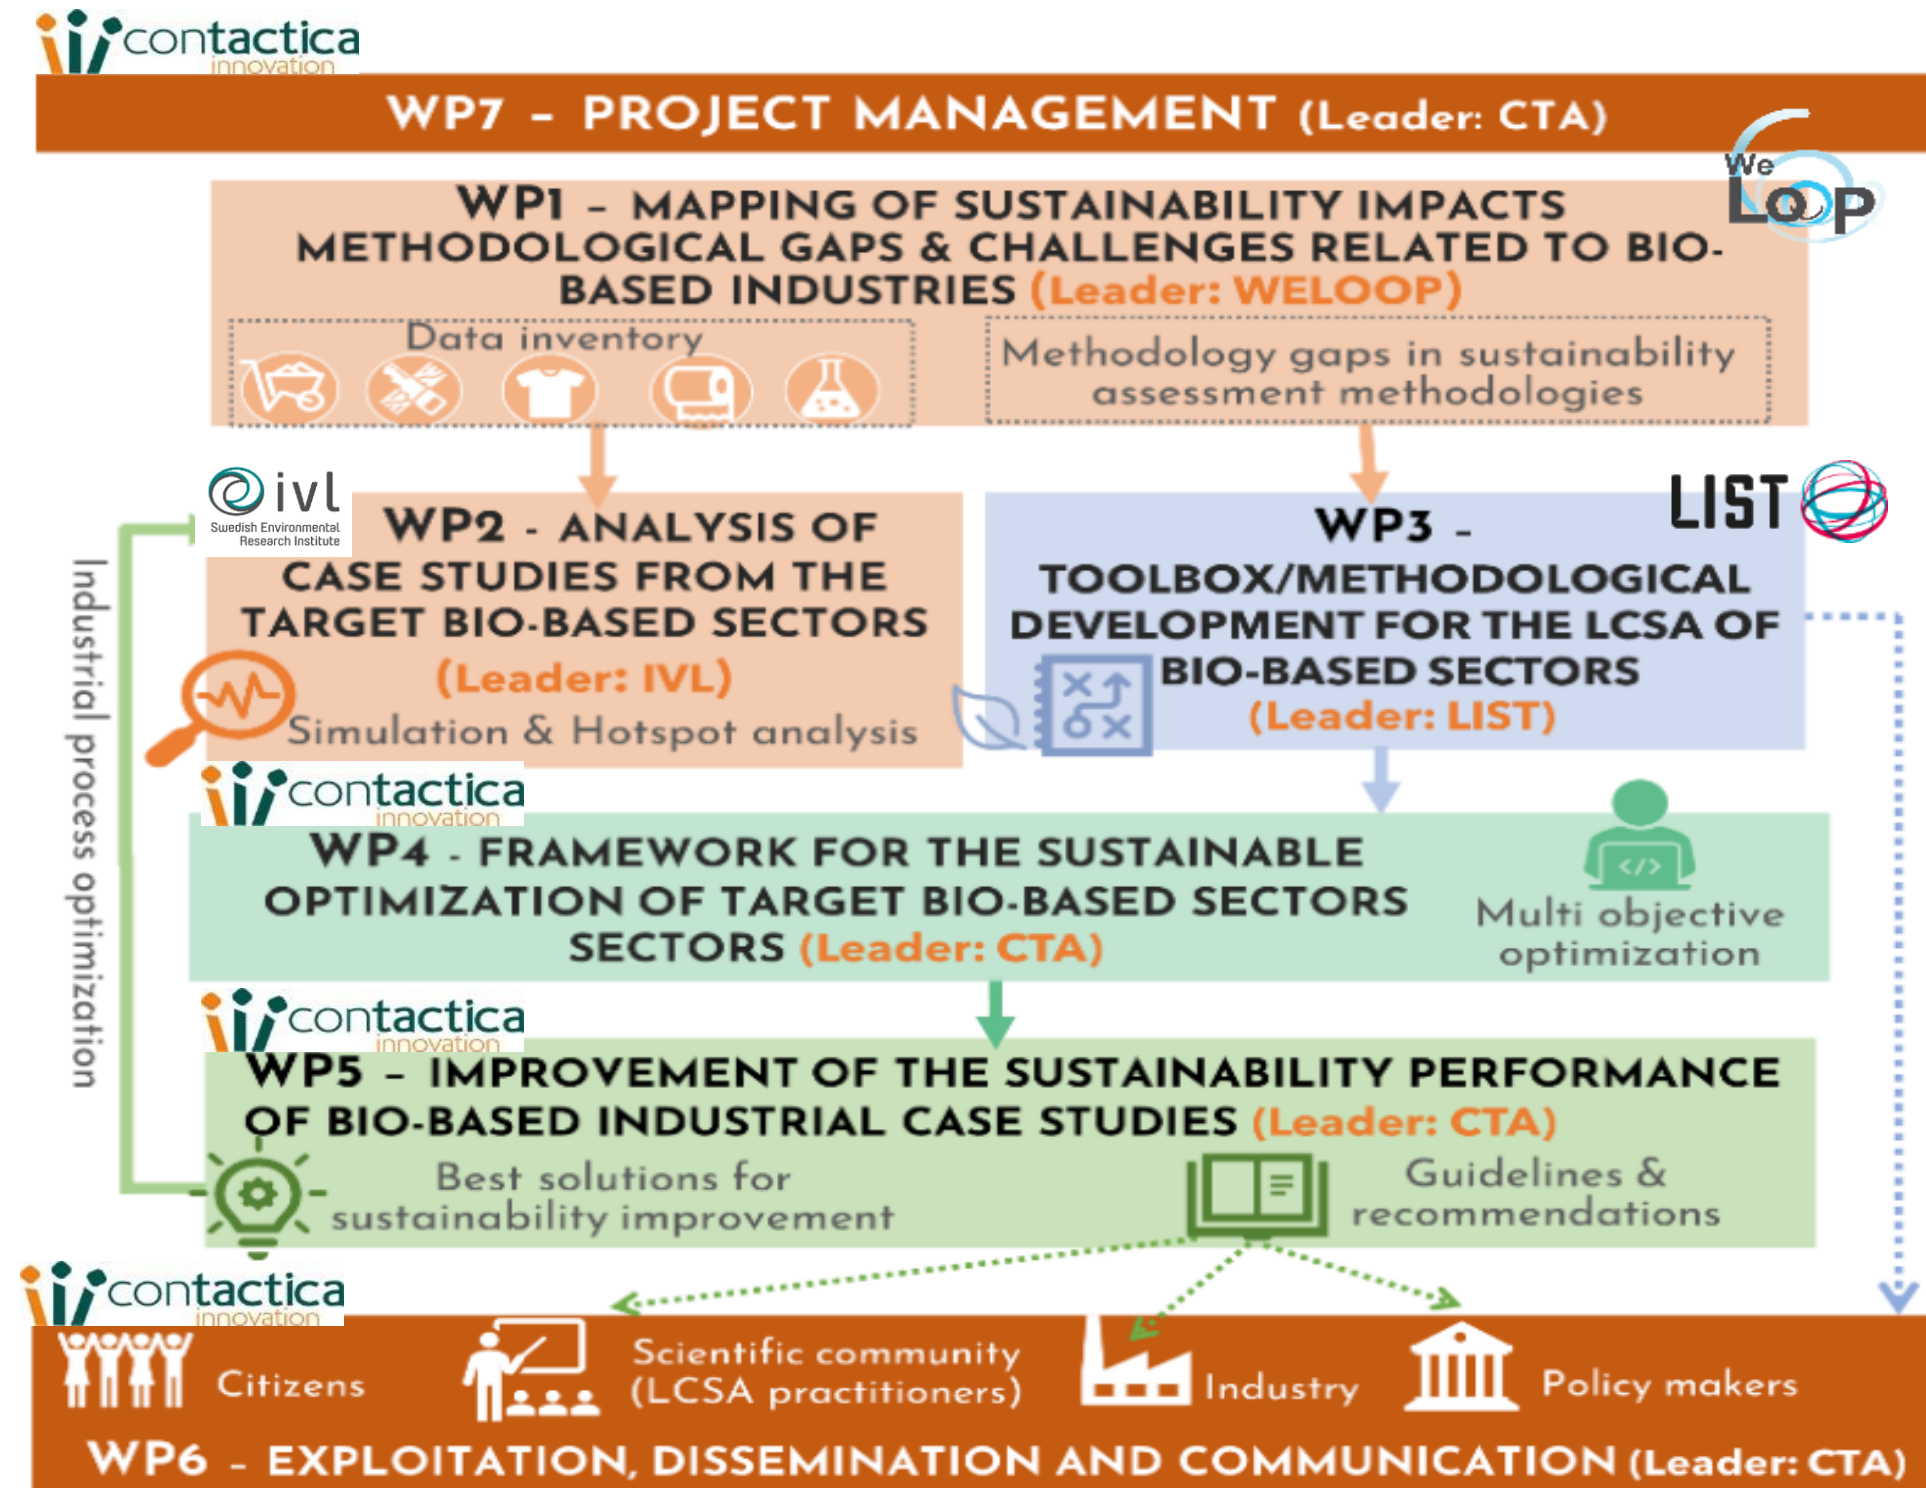 contactica
innovation
WP7 – PROJECT MANAGEMENT (Leader: CTA)
We
LOOP
WP1 – MAPPING OF SUSTAINABILITY IMPACTS
METHODOLOGICAL GAPS & CHALLENGES RELATED TO BIO-
BASED INDUSTRIES (Leader: WELOOP)
Data inventory
Methodology gaps in sustainability
assessment methodologies
ivl
Swedish Environmental
Research Institute
WP2 - ANALYSIS OF
CASE STUDIES FROM THE
TARGET BIO-BASED SECTORS
(Leader: IVL)
Simulation & Hotspot analysis
LIST
WP3 –
TOOLBOX/METHODOLOGICAL
DEVELOPMENT FOR THE LCSA OF
BIO-BASED SECTORS
(Leader: LIST)
Industrial process optimization
contactica
innovation
WP4 - FRAMEWORK FOR THE SUSTAINABLE
OPTIMIZATION OF TARGET BIO-BASED SECTORS
SECTORS (Leader: CTA)
</>
Multi objective
optimization
contactica
innovation
WP5 – IMPROVEMENT OF THE SUSTAINABILITY PERFORMANCE
OF BIO-BASED INDUSTRIAL CASE STUDIES (Leader: CTA)
Best solutions for
sustainability improvement
Guidelines &
recommendations
contactica
innovation
Citizens
Scientific community
(LCSA practitioners)
Industry
Policy makers
WP6 – EXPLOITATION, DISSEMINATION AND COMMUNICATION (Leader: CTA)